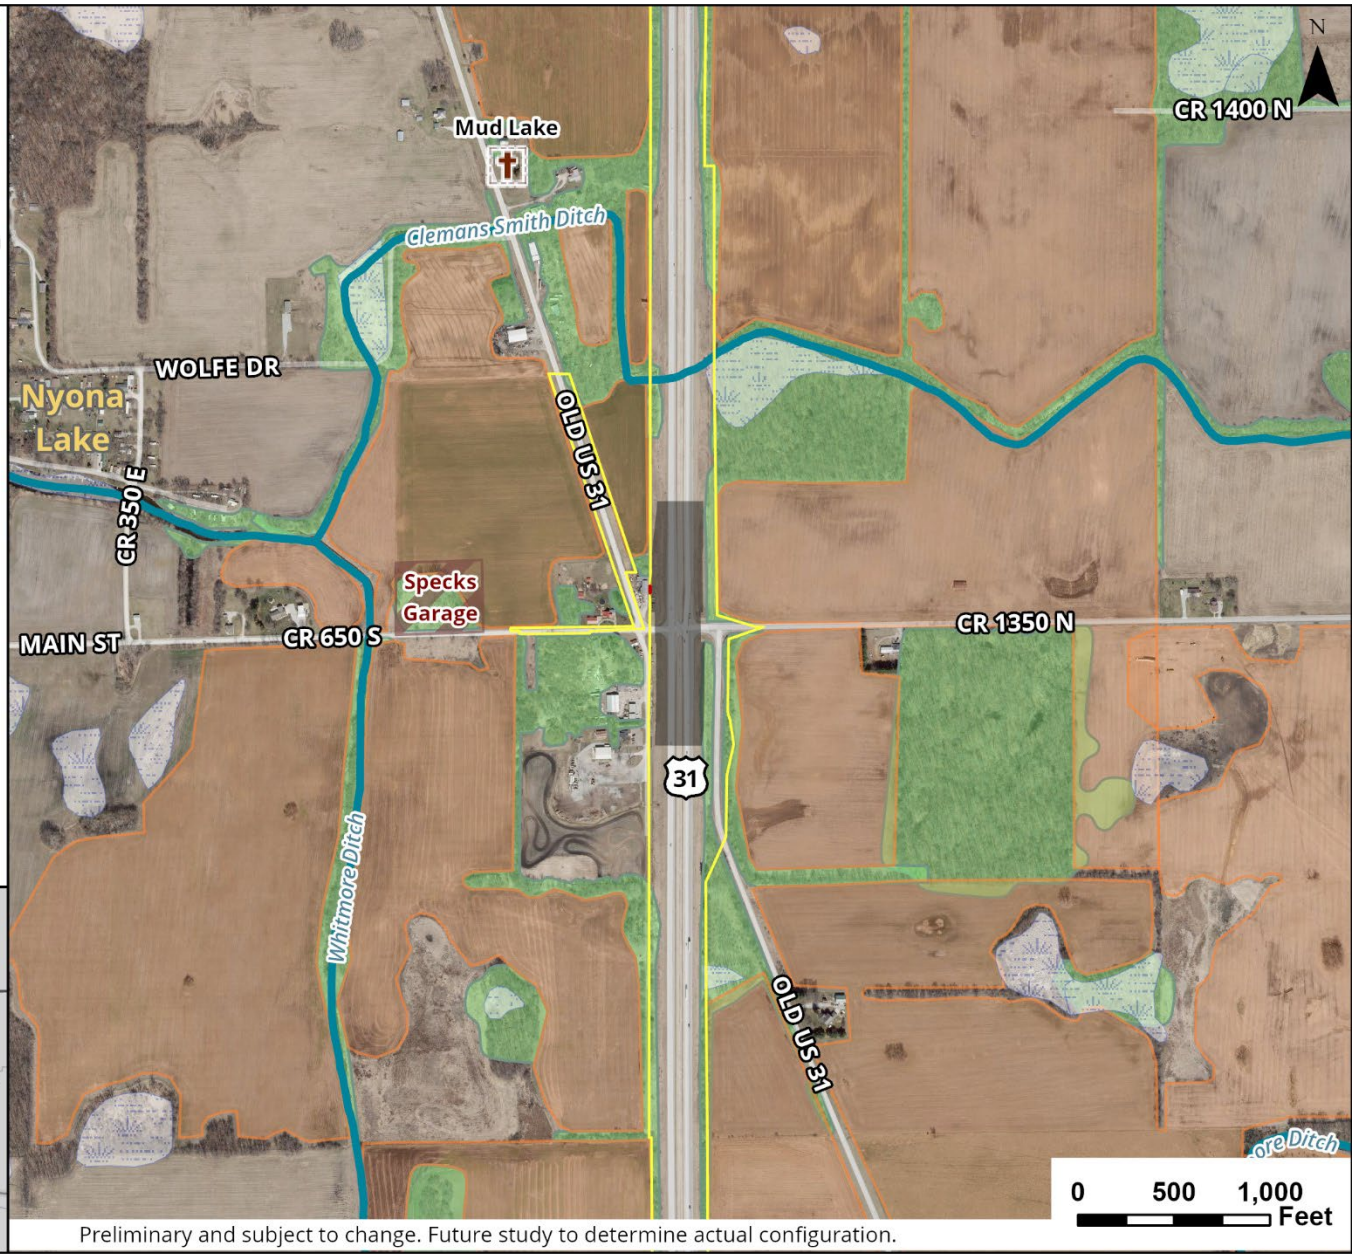 N
CR 1400 N
Mud Lake
Clemans Smith Ditch
WOLFE DR
Nyona
Lake
OLD US 31
CR 350 E
Specks
Garage
MAIN ST
CR 650 S
CR 1350 N
31
Whitmore Ditch
OLD US 31
ore Ditch
0 500 1,000
Feet
Preliminary and subject to change. Future study to determine actual configuration.